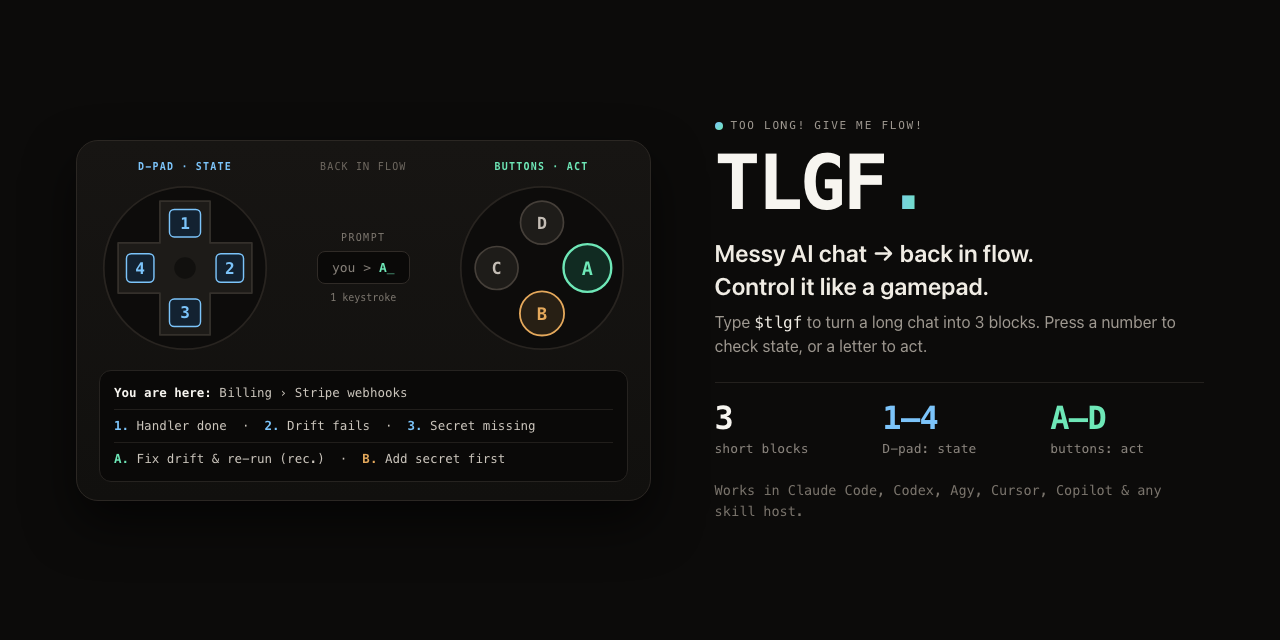 D-PAD · STATE
BACK IN FLOW
BUTTONS · ACT
1
4
2
3
PROMPT
you > A_
1 keystroke
D
C
A
B
You are here: Billing › Stripe webhooks
1. Handler done · 2. Drift fails · 3. Secret missing
A. Fix drift & re-run (rec.) · B. Add secret first
TOO LONG! GIVE ME FLOW!
TLGF.
Messy AI chat → back in flow.
Control it like a gamepad.
Type $tlgf to turn a long chat into 3 blocks. Press a number to
check state, or a letter to act.
3
short blocks
1–4
D-pad: state
A–D
buttons: act
Works in Claude Code, Codex, Agy, Cursor, Copilot & any
skill host.